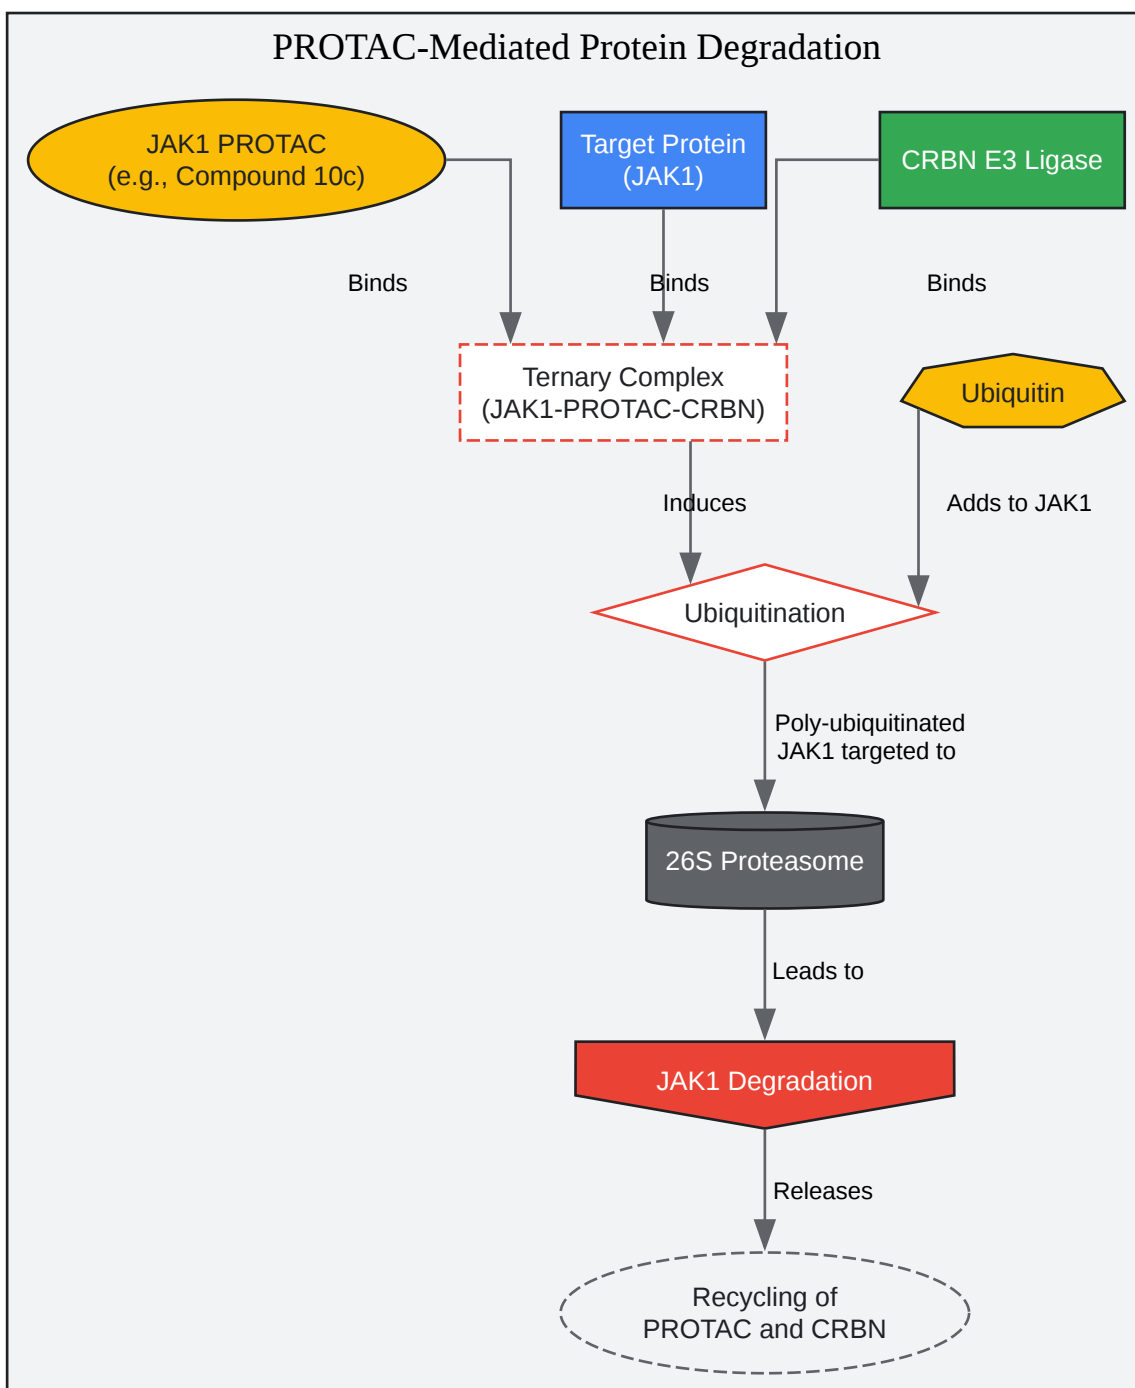 PROTAC-Mediated Protein Degradation
JAK1 PROTAC
(e.g., Compound 10c)
Target Protein
(JAK1)
CRBN E3 Ligase
Binds
Binds
Binds
Ternary Complex
(JAK1-PROTAC-CRBN)
Ubiquitin
Induces
Adds to JAK1
Ubiquitination
Poly-ubiquitinated
JAK1 targeted to
26S Proteasome
Leads to
JAK1 Degradation
Releases
Recycling of
PROTAC and CRBN